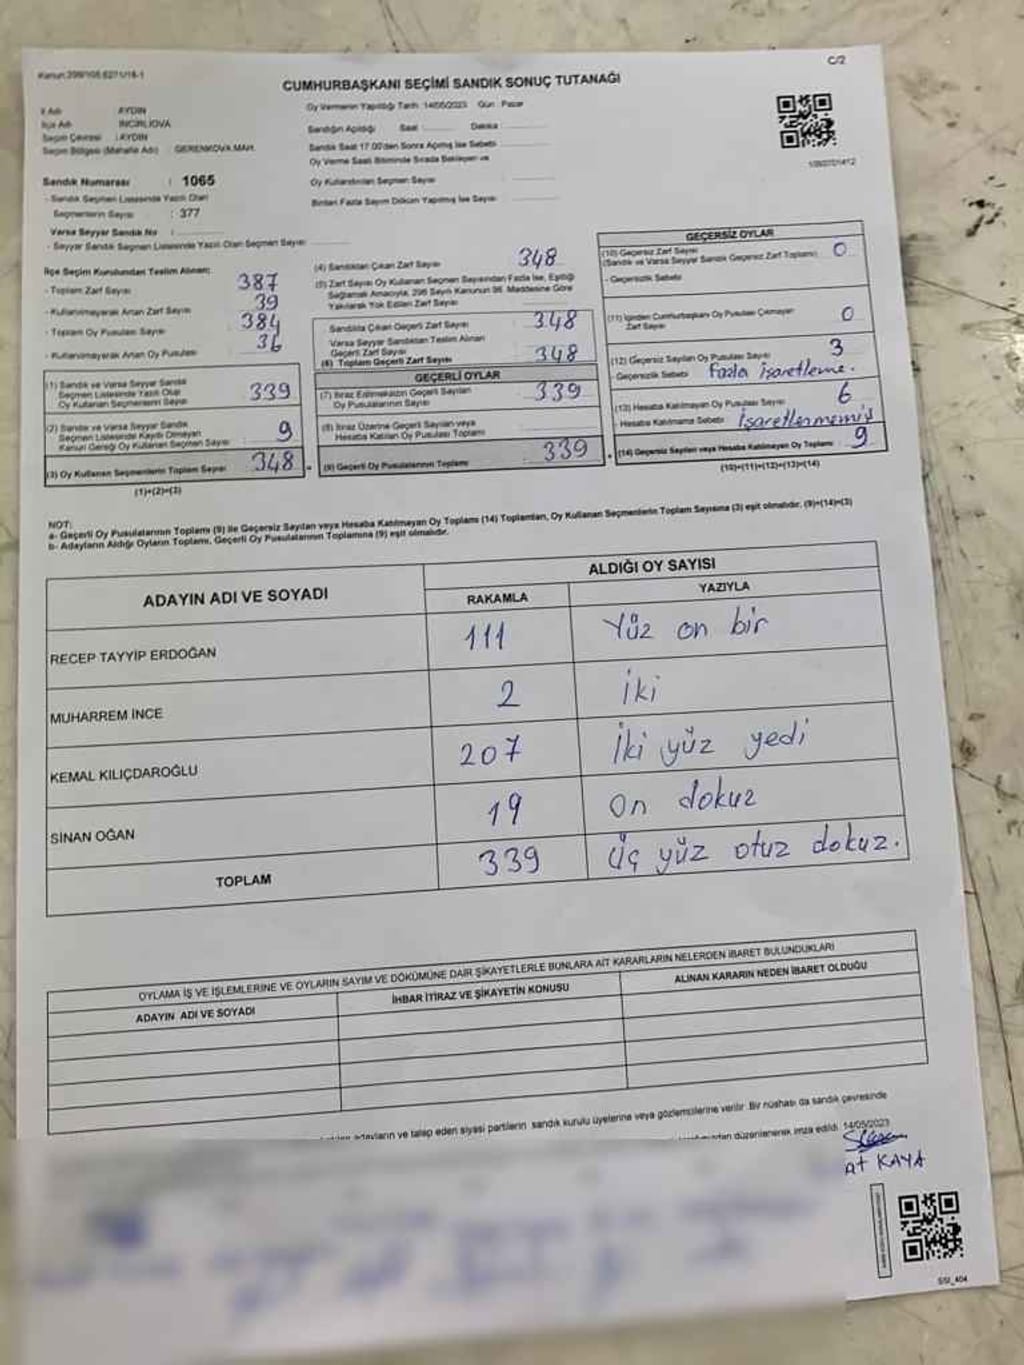 Kanun:298/105,6271/18-1
C/2
CUMHURBAŞKANI SEÇİMİ SANDIK SONUÇ TUTANAĞI
İl Adı AYDIN
İlçe Adı İNCİRLİOVA
Seçim Çevresi : AYDIN
Seçim Bölgesi (Mahalle Adı) GERENKOVA MAH.
Oy Vermenin Yapıldığı Tarih :14/05/2023 Gün : Pazar
Sandığın Açıldığı Saat ........ Dakika ........
Sandık Saat 17.00'den Sonra Açılmış İse Sebebi
Oy Verme Saati Bitiminde Sırada Bekleyen ve
Oy Kullandırılan Seçmen Sayısı
Birden Fazla Sayım Döküm Yapılmış İse Sayısı
Sandık Numarası : 1065
- Sandık Seçmen Listesinde Yazılı Olan
Seçmenlerin Sayısı : 377
Varsa Seyyar Sandık No :
- Seyyar Sandık Seçmen Listesinde Yazılı Olan Seçmen Sayısı
İlçe Seçim Kurulundan Teslim Alınan;
- Toplam Zarf Sayısı 387
- Kullanılmayarak Artan Zarf Sayısı 39
- Toplam Oy Pusulası Sayısı 384
- Kullanılmayarak Artan Oy Pusulası 36
(1) Sandık ve Varsa Seyyar Sandık
Seçmen Listesinde Yazılı Olup
Oy Kullanan Seçmenlerin Sayısı 339
(2) Sandık ve Varsa Seyyar Sandık
Seçmen Listesinde Kayıtlı Olmayan
Kanun Gereği Oy Kullanan Seçmen Sayısı 9
(3) Oy Kullanan Seçmenlerin Toplam Sayısı 348
(1)+(2)=(3)
(4) Sandıktan Çıkan Zarf Sayısı 348
(5) Zarf Sayısı Oy Kullanan Seçmen Sayısından Fazla İse, Eşitliği
Sağlamak Amacıyla, 298 Sayılı Kanunun 98. Maddesine Göre
Yakılarak Yok Edilen Zarf Sayısı
Sandıkta Çıkan Geçerli Zarf Sayısı 348
Varsa Seyyar Sandıktan Teslim Alınan
Geçerli Zarf Sayısı
(6) Toplam Geçerli Zarf Sayısı 348
GEÇERLİ OYLAR
(7) İtiraz Edilmeksizin Geçerli Sayılan
Oy Pusulalarının Sayısı 339
(8) İtiraz Üzerine Geçerli Sayılan veya
Hesaba Katılan Oy Pusulası Toplamı
(9) Geçerli Oy Pusulalarının Toplamı 339
GEÇERSİZ OYLAR
(10) Geçersiz Zarf Sayısı
(Sandık ve Varsa Seyyar Sandık Geçersiz Zarf Toplamı) 0
- Geçersizlik Sebebi
(11) İçinden Cumhurbaşkanı Oy Pusulası Çıkmayan
Zarf Sayısı 0
(12) Geçersiz Sayılan Oy Pusulası Sayısı 3
- Geçersizlik Sebebi fazla işaretleme.
(13) Hesaba Katılmayan Oy Pusulası Sayısı 6
- Hesaba Katılmama Sebebi İşaretlenmemiş
(14) Geçersiz Sayılan veya Hesaba Katılmayan Oy Toplamı 9
(10)+(11)+(12)+(13)=(14)
NOT:
a- Geçerli Oy Pusulalarının Toplamı (9) ile Geçersiz Sayılan veya Hesaba Katılmayan Oy Toplamı (14) Toplamları, Oy Kullanan Seçmenlerin Toplam Sayısına (3) eşit olmalıdır. (9)+(14)=(3)
b- Adayların Aldığı Oyların Toplamı, Geçerli Oy Pusulalarının Toplamına (9) eşit olmalıdır.
ADAYIN ADI VE SOYADI
ALDIĞI OY SAYISI
RAKAMLA YAZIYLA
RECEP TAYYİP ERDOĞAN 111 Yüz on bir
MUHARREM İNCE 2 iki
KEMAL KILIÇDAROĞLU 207 İki yüz yedi
SİNAN OĞAN 19 on dokuz
TOPLAM 339 Üç yüz otuz dokuz.
OYLAMA İŞ VE İŞLEMLERİNE VE OYLARIN SAYIM VE DÖKÜMÜNE DAİR ŞİKAYETLERLE BUNLARA AİT KARARLARIN NELERDEN İBARET BULUNDUKLARI
ADAYIN ADI VE SOYADI İHBAR İTİRAZ VE ŞİKAYETİN KONUSU ALINAN KARARIN NEDEN İBARET OLDUĞU
adayların ve talep eden siyasi partilerin sandık kurulu üyelerine veya gözlemcilerine verilir. Bir nüshası da sandık çevresinde
düzenlenerek imza edildi. 14/05/2023
at KAYA
SSI_404